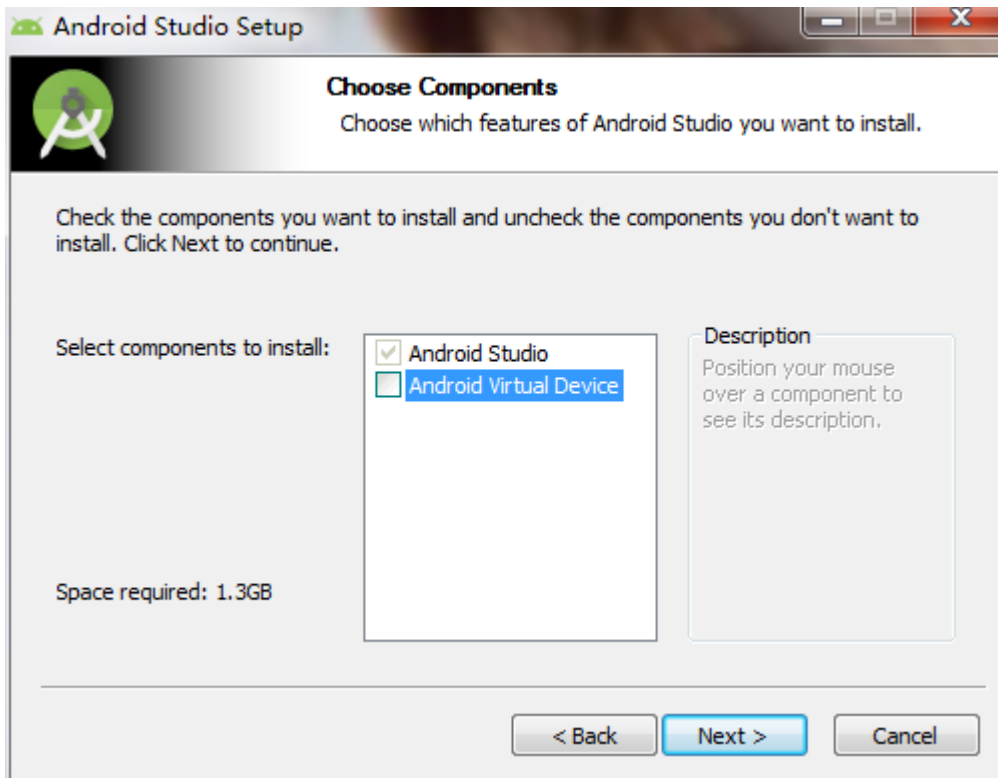 Android Studio Setup
Choose Components
Choose which features of Android Studio you want to install.
Check the components you want to install and uncheck the components you don't want to
install. Click Next to continue.
Select components to install:
Android Studio
Android Virtual Device
Description
Position your mouse
over a component to
see its description.
Space required: 1.3GB
< Back
Next >
Cancel